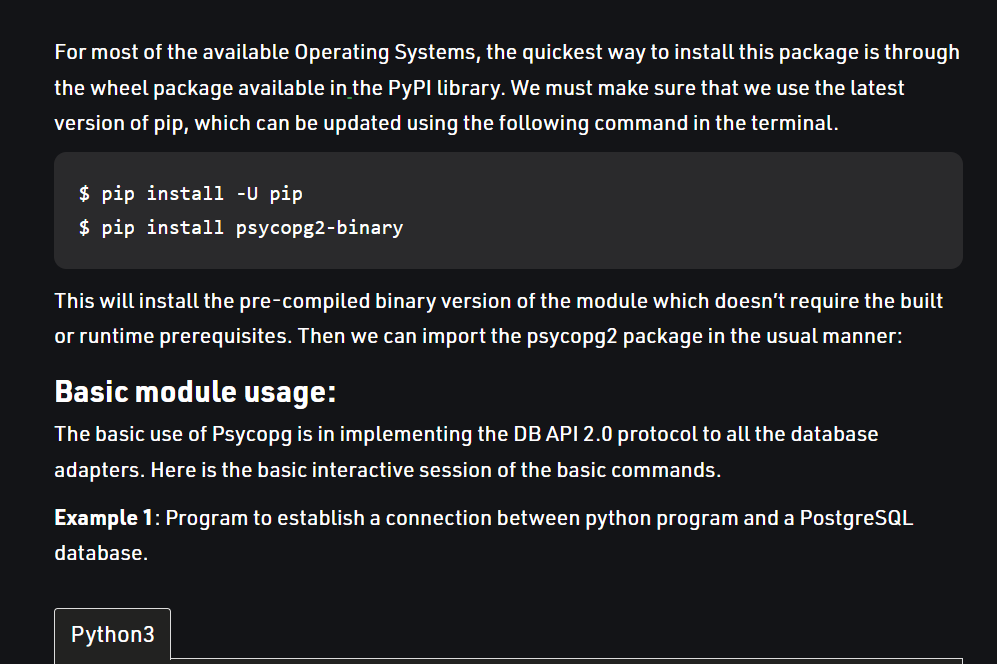 For most of the available Operating Systems, the quickest way to install this package is through
the wheel package available in the PyPI library. We must make sure that we use the latest
version of pip, which can be updated using the following command in the terminal.
$ pip install -U pip
$ pip install psycopg2-binary
This will install the pre-compiled binary version of the module which doesn’t require the built
or runtime prerequisites. Then we can import the psycopg2 package in the usual manner:
Basic module usage:
The basic use of Psycopg is in implementing the DB API 2.0 protocol to all the database
adapters. Here is the basic interactive session of the basic commands.
Example 1: Program to establish a connection between python program and a PostgreSQL
database.
Python3